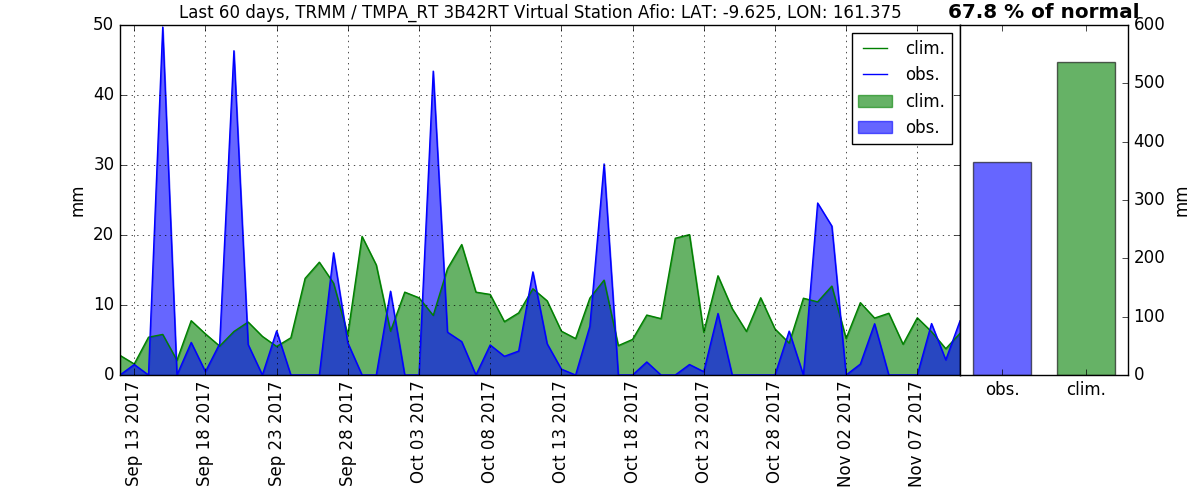 Last 60 days, TRMM / TMPA_RT 3B42RT Virtual Station Afio: LAT: -9.625, LON: 161.375
67.8 % of normal
50
40
30
20
10
0
mm
clim.
obs.
clim.
obs.
600
500
400
300
200
100
0
mm
Sep 13 2017
Sep 18 2017
Sep 23 2017
Sep 28 2017
Oct 03 2017
Oct 08 2017
Oct 13 2017
Oct 18 2017
Oct 23 2017
Oct 28 2017
Nov 02 2017
Nov 07 2017
obs.
clim.